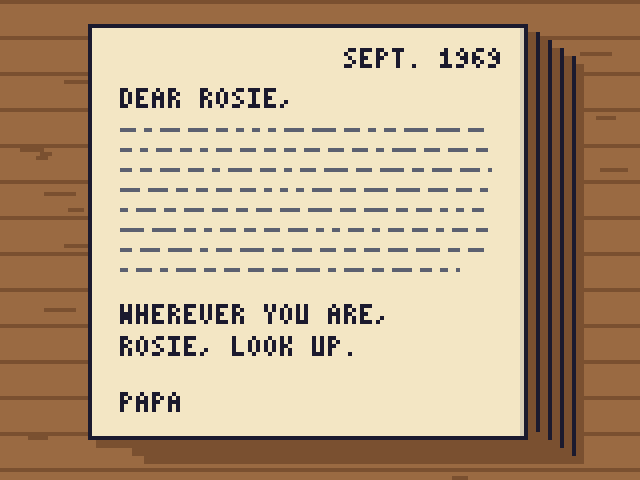 SEPT. 1969
DEAR ROSIE,
WHEREVER YOU ARE,
ROSIE, LOOK UP.
PAPA